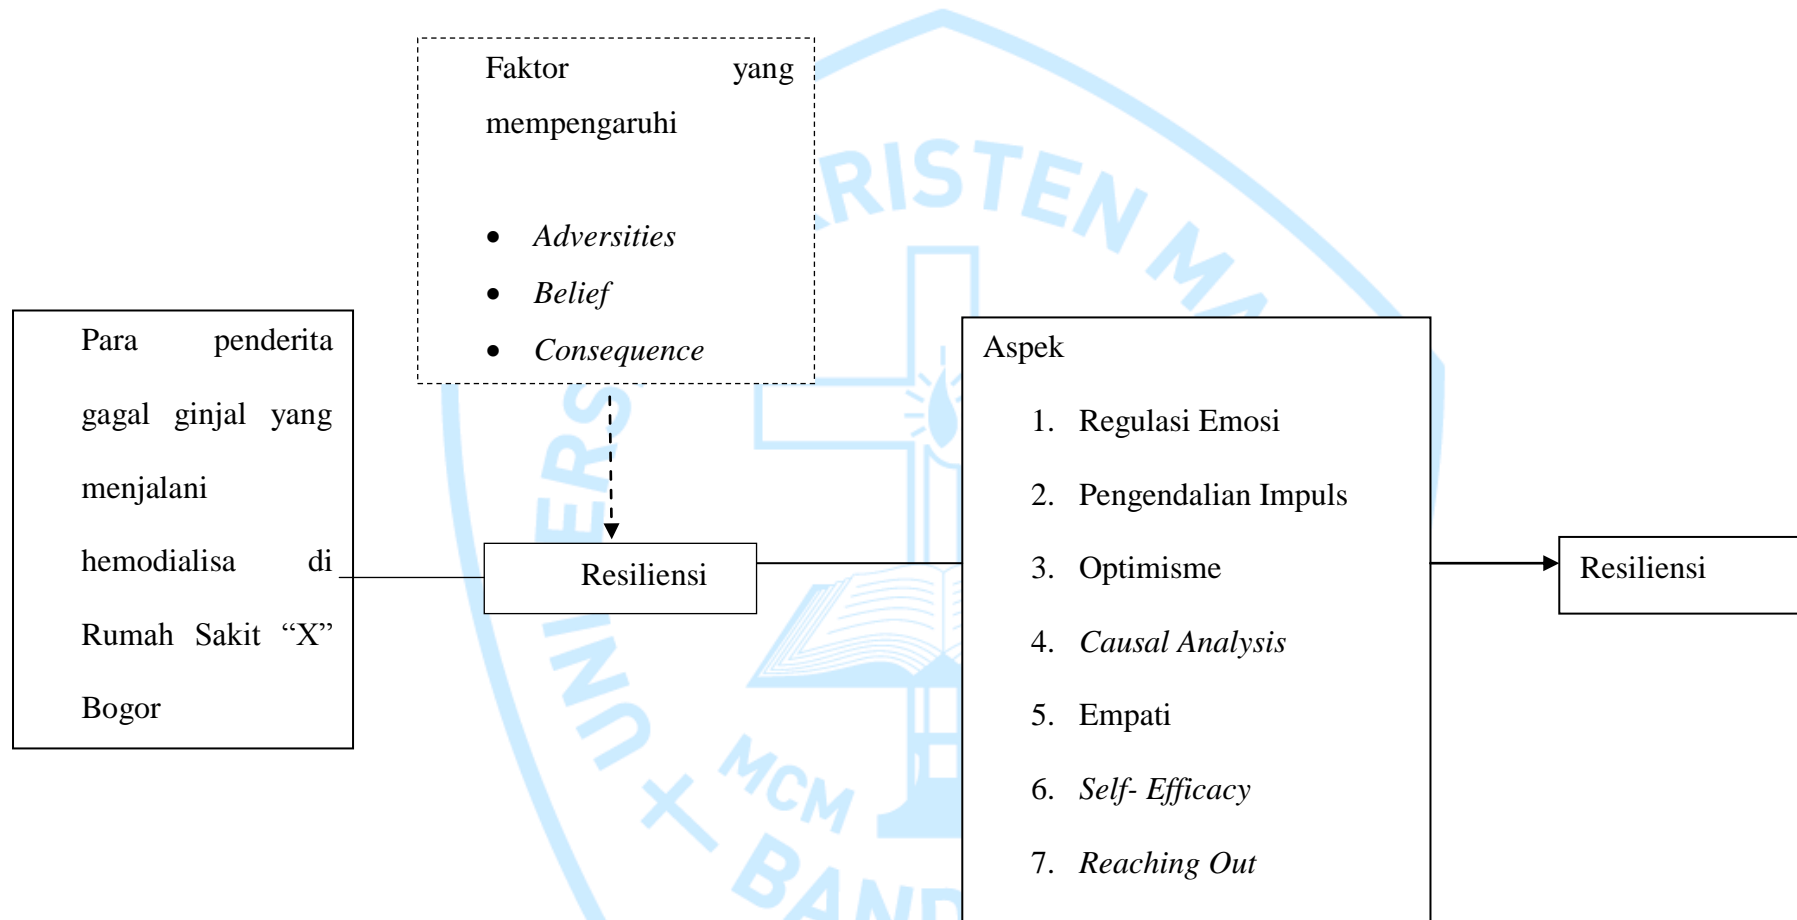 Faktor yang
mempengaruhi
• Adversities
• Belief
• Consequence
Para penderita
gagal ginjal yang
menjalani
hemodialisa di
Rumah Sakit “X”
Bogor
Resiliensi
Aspek
1. Regulasi Emosi
2. Pengendalian Impuls
3. Optimisme
4. Causal Analysis
5. Empati
6. Self- Efficacy
7. Reaching Out
Resiliensi
MCM